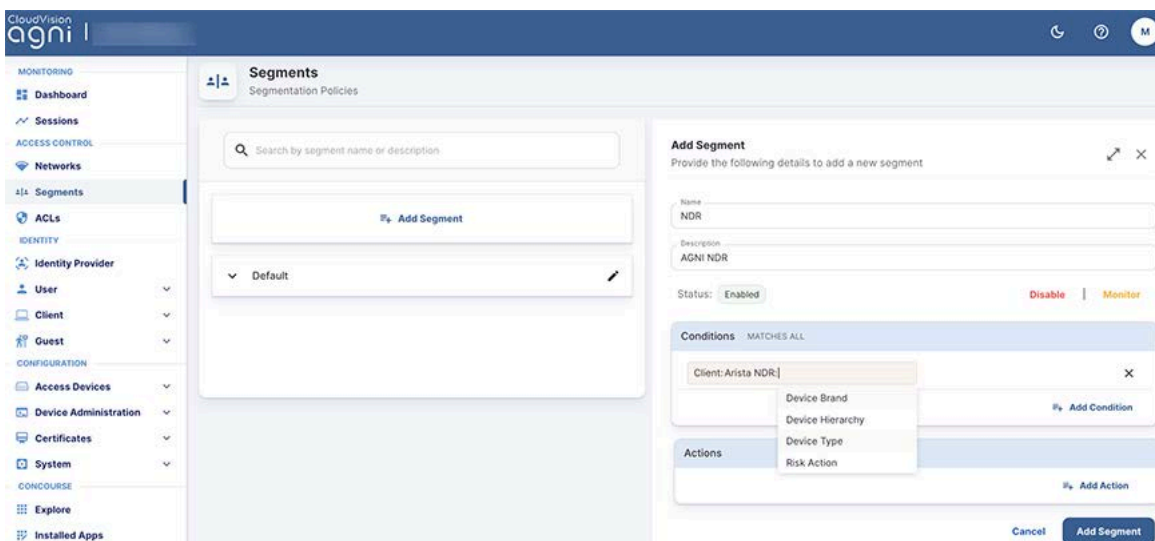 CloudVision
agni
M
MONITORING
Dashboard
Sessions
ACCESS CONTROL
Networks
Segments
ACLs
IDENTITY
Identity Provider
User
Client
Guest
CONFIGURATION
Access Devices
Device Administration
Certificates
System
CONCOURSE
Explore
Installed Apps
Segments
Segmentation Policies
Search by segment name or description
Add Segment
Default
Add Segment
Provide the following details to add a new segment
Name
NDR
Description
AGNI NDR
Status: Enabled
Disable | Monitor
Conditions MATCHES ALL
Client:Arista NDR:
Device Brand
Device Hierarchy
Device Type
Risk Action
Add Condition
Actions
Add Action
Cancel Add Segment